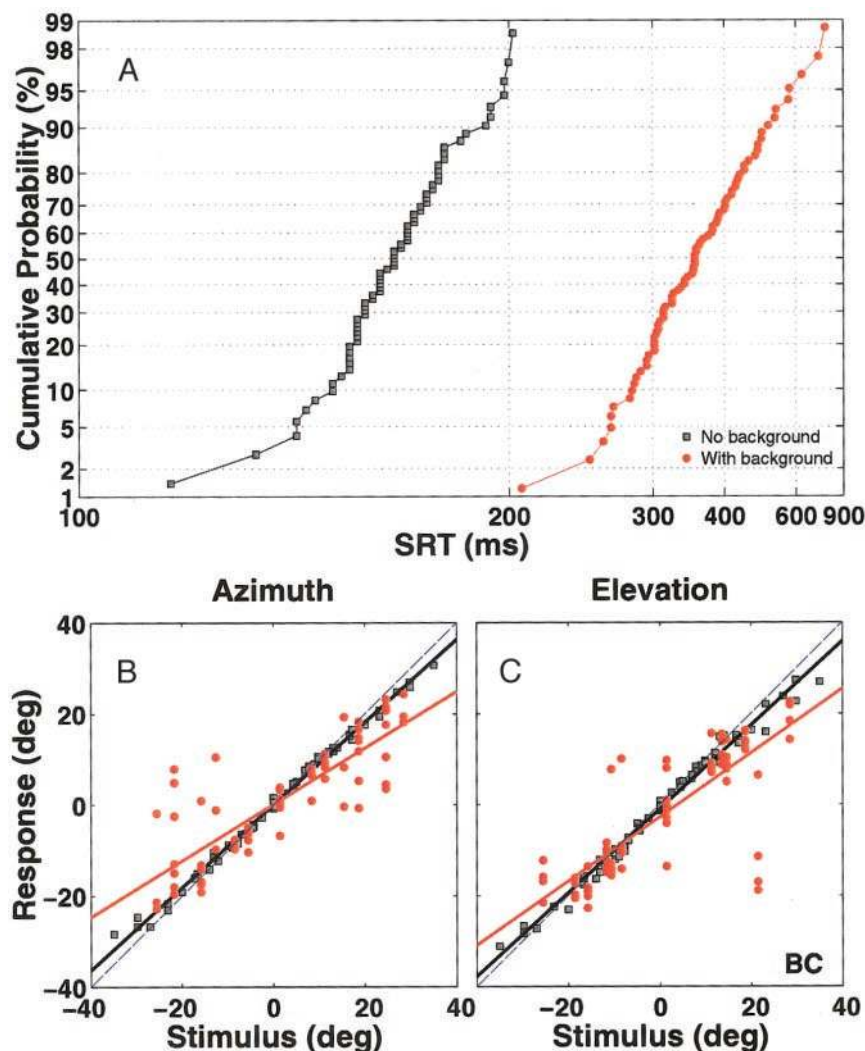 A
Cumulative Probability (%)
99
98
95
90
80
70
60
50
40
30
20
10
5
2
1
No background
With background
100 200 300 400 600 900
SRT (ms)
Azimuth Elevation
B
C
Response (deg)
40
20
0
−20
−40
BC
−40 −20 0 20 40 −20 0 20 40
Stimulus (deg) Stimulus (deg)